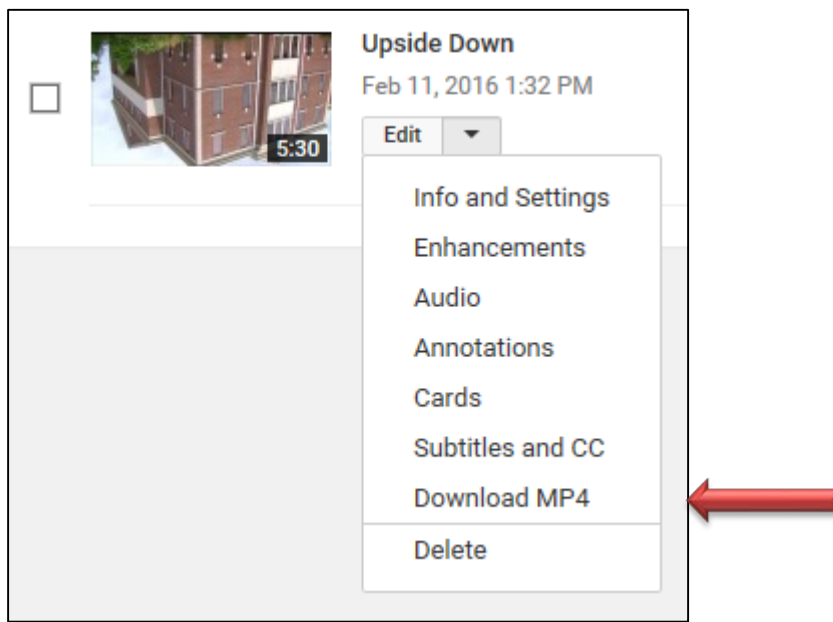 Upside Down
Feb 11, 2016 1:32 PM
5:30
Edit
Info and Settings
Enhancements
Audio
Annotations
Cards
Subtitles and CC
Download MP4
Delete